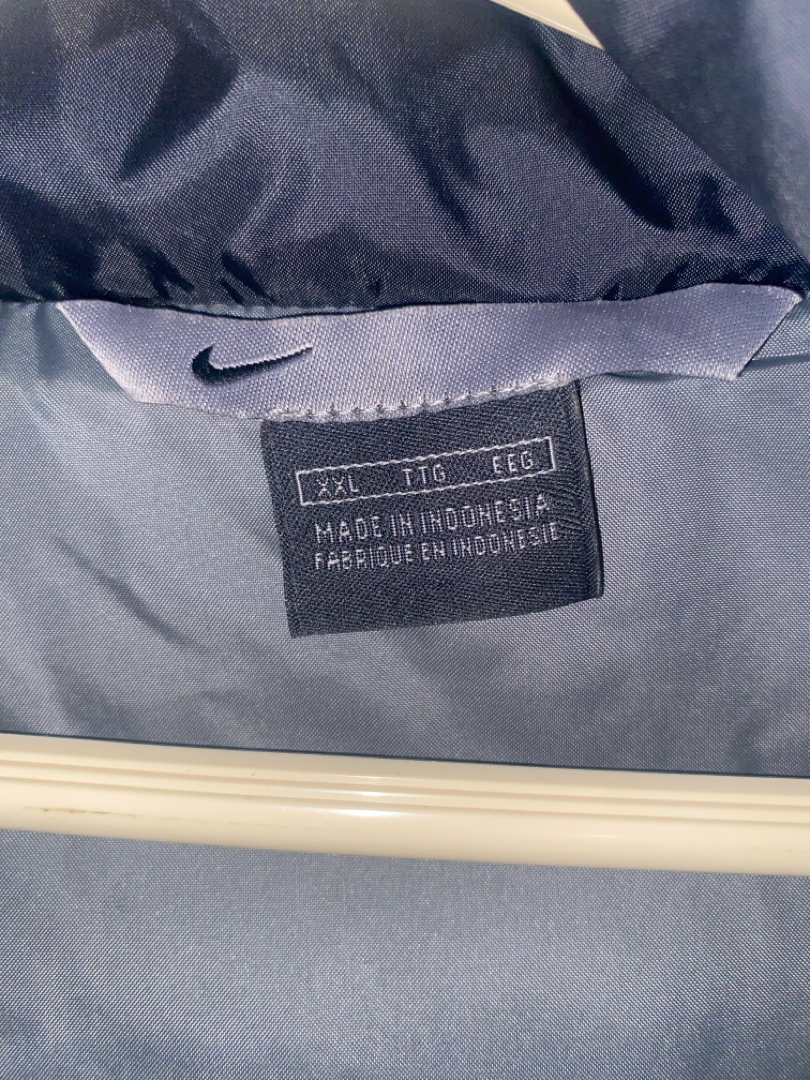 XXL TTG EEG
MADE IN INDONESIA
FABRIQUE EN INDONESIE